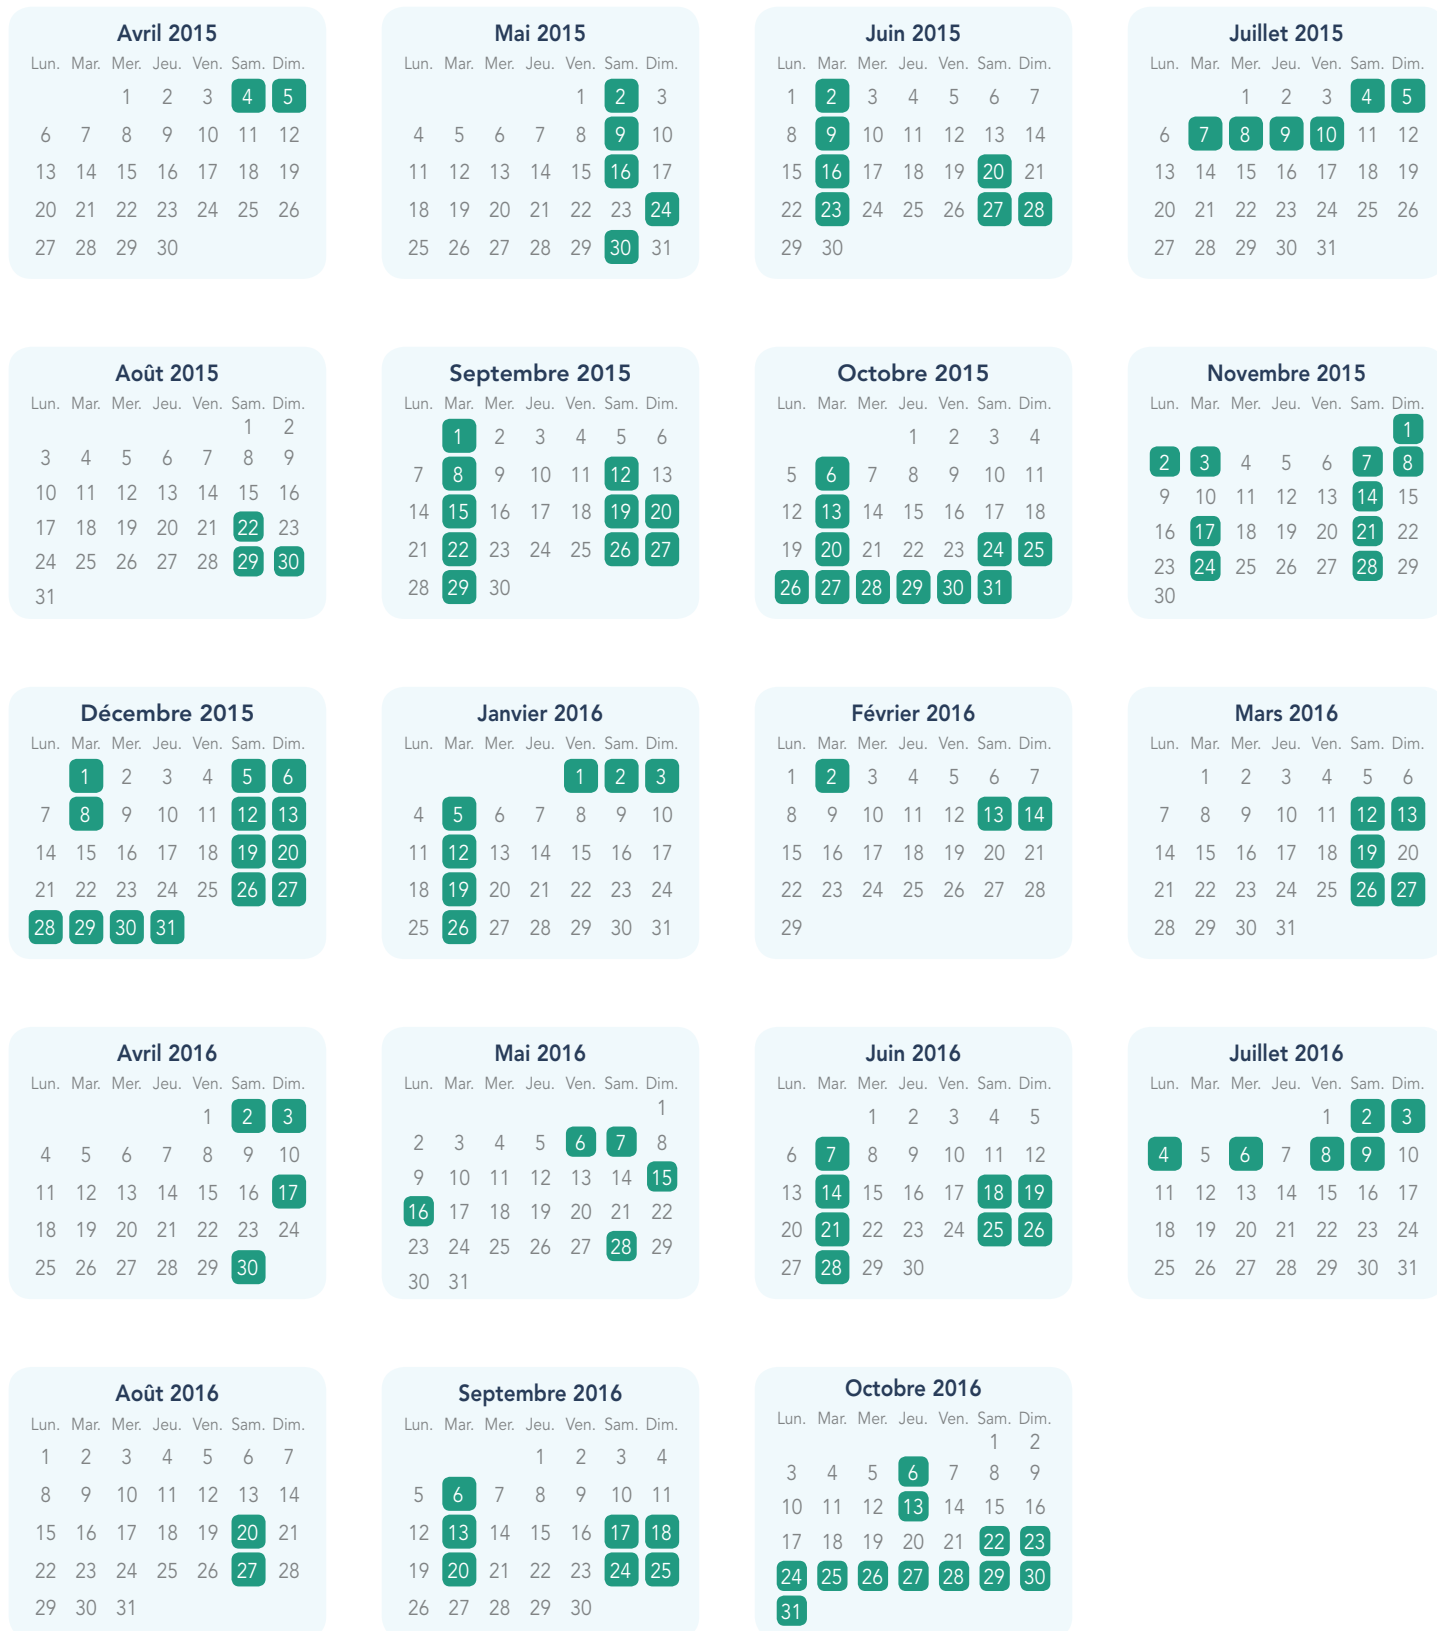 Avril 2015
Lun. Mar. Mer. Jeu. Ven. Sam. Dim.
1 2 3 4 5
6 7 8 9 10 11 12
13 14 15 16 17 18 19
20 21 22 23 24 25 26
27 28 29 30
Mai 2015
Lun. Mar. Mer. Jeu. Ven. Sam. Dim.
1 2 3
4 5 6 7 8 9 10
11 12 13 14 15 16 17
18 19 20 21 22 23 24
25 26 27 28 29 30 31
Juin 2015
Lun. Mar. Mer. Jeu. Ven. Sam. Dim.
1 2 3 4 5 6 7
8 9 10 11 12 13 14
15 16 17 18 19 20 21
22 23 24 25 26 27 28
29 30
Juillet 2015
Lun. Mar. Mer. Jeu. Ven. Sam. Dim.
1 2 3 4 5
6 7 8 9 10 11 12
13 14 15 16 17 18 19
20 21 22 23 24 25 26
27 28 29 30 31
Août 2015
Lun. Mar. Mer. Jeu. Ven. Sam. Dim.
1 2
3 4 5 6 7 8 9
10 11 12 13 14 15 16
17 18 19 20 21 22 23
24 25 26 27 28 29 30
31
Septembre 2015
Lun. Mar. Mer. Jeu. Ven. Sam. Dim.
1 2 3 4 5 6
7 8 9 10 11 12 13
14 15 16 17 18 19 20
21 22 23 24 25 26 27
28 29 30
Octobre 2015
Lun. Mar. Mer. Jeu. Ven. Sam. Dim.
1 2 3 4
5 6 7 8 9 10 11
12 13 14 15 16 17 18
19 20 21 22 23 24 25
26 27 28 29 30 31
Novembre 2015
Lun. Mar. Mer. Jeu. Ven. Sam. Dim.
1
2 3 4 5 6 7 8
9 10 11 12 13 14 15
16 17 18 19 20 21 22
23 24 25 26 27 28 29
30
Décembre 2015
Lun. Mar. Mer. Jeu. Ven. Sam. Dim.
1 2 3 4 5 6
7 8 9 10 11 12 13
14 15 16 17 18 19 20
21 22 23 24 25 26 27
28 29 30 31
Janvier 2016
Lun. Mar. Mer. Jeu. Ven. Sam. Dim.
1 2 3
4 5 6 7 8 9 10
11 12 13 14 15 16 17
18 19 20 21 22 23 24
25 26 27 28 29 30 31
Février 2016
Lun. Mar. Mer. Jeu. Ven. Sam. Dim.
1 2 3 4 5 6 7
8 9 10 11 12 13 14
15 16 17 18 19 20 21
22 23 24 25 26 27 28
29
Mars 2016
Lun. Mar. Mer. Jeu. Ven. Sam. Dim.
1 2 3 4 5 6
7 8 9 10 11 12 13
14 15 16 17 18 19 20
21 22 23 24 25 26 27
28 29 30 31
Avril 2016
Lun. Mar. Mer. Jeu. Ven. Sam. Dim.
1 2 3
4 5 6 7 8 9 10
11 12 13 14 15 16 17
18 19 20 21 22 23 24
25 26 27 28 29 30
Mai 2016
Lun. Mar. Mer. Jeu. Ven. Sam. Dim.
1
2 3 4 5 6 7 8
9 10 11 12 13 14 15
16 17 18 19 20 21 22
23 24 25 26 27 28 29
30 31
Juin 2016
Lun. Mar. Mer. Jeu. Ven. Sam. Dim.
1 2 3 4 5
6 7 8 9 10 11 12
13 14 15 16 17 18 19
20 21 22 23 24 25 26
27 28 29 30
Juillet 2016
Lun. Mar. Mer. Jeu. Ven. Sam. Dim.
1 2 3
4 5 6 7 8 9 10
11 12 13 14 15 16 17
18 19 20 21 22 23 24
25 26 27 28 29 30 31
Août 2016
Lun. Mar. Mer. Jeu. Ven. Sam. Dim.
1 2 3 4 5 6 7
8 9 10 11 12 13 14
15 16 17 18 19 20 21
22 23 24 25 26 27 28
29 30 31
Septembre 2016
Lun. Mar. Mer. Jeu. Ven. Sam. Dim.
1 2 3 4
5 6 7 8 9 10 11
12 13 14 15 16 17 18
19 20 21 22 23 24 25
26 27 28 29 30
Octobre 2016
Lun. Mar. Mer. Jeu. Ven. Sam. Dim.
1 2
3 4 5 6 7 8 9
10 11 12 13 14 15 16
17 18 19 20 21 22 23
24 25 26 27 28 29 30
31